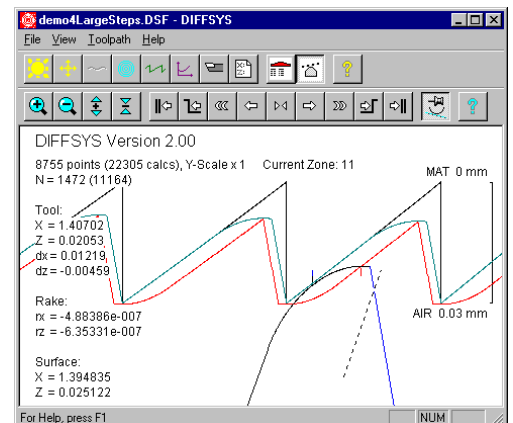 demo4LargeSteps.DSF - DIFFSYS
File View Toolpath Help
DIFFSYS Version 2.00
8755 points (22305 calcs), Y-Scale x 1 Current Zone: 11
N = 1472 (11164)
MAT 0 mm
Tool:
X = 1.40702
Z = 0.02053
dx = 0.01219
dz = -0.00459
Rake:
rx = -4.88386e-007
rz = -6.35331e-007
AIR 0.03 mm
Surface:
X = 1.394835
Z = 0.025122
For Help, press F1 NUM